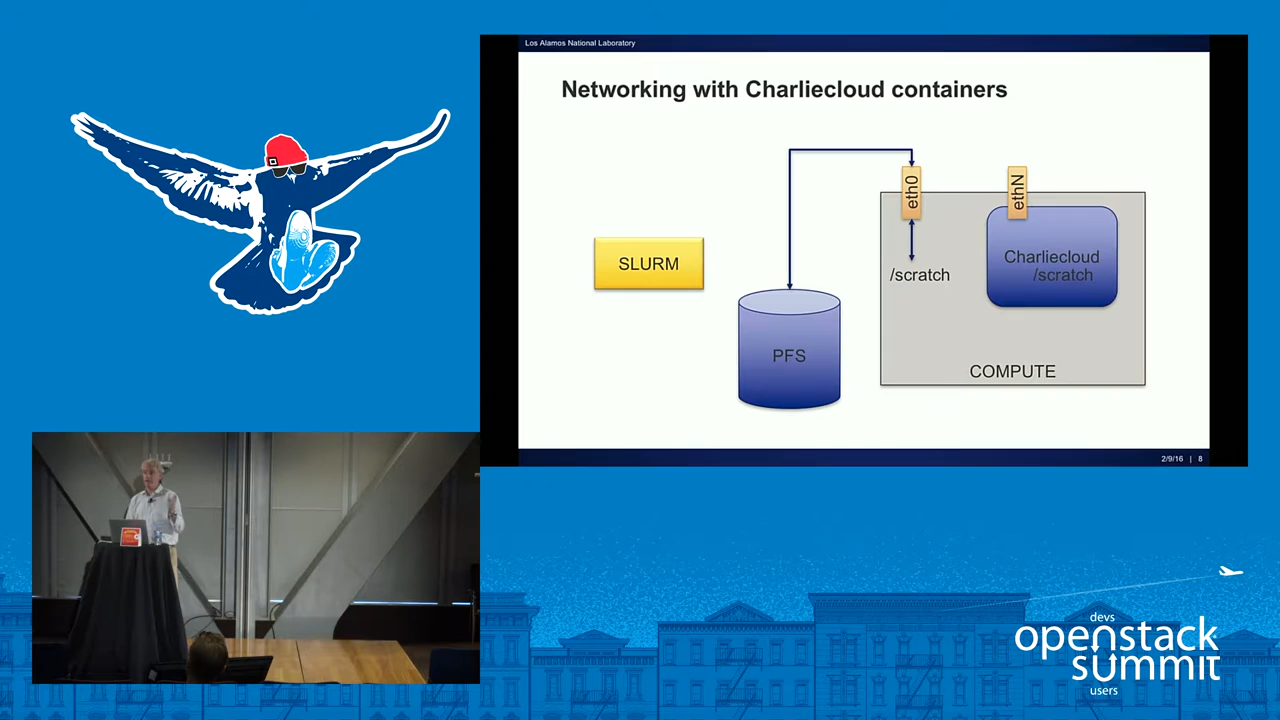 Los Alamos National Laboratory
Networking with Charliecloud containers
eth0
ethN
SLURM
/scratch
Charliecloud
/scratch
PFS
COMPUTE
2/9/16 | 8
devs
openstack
summit
users